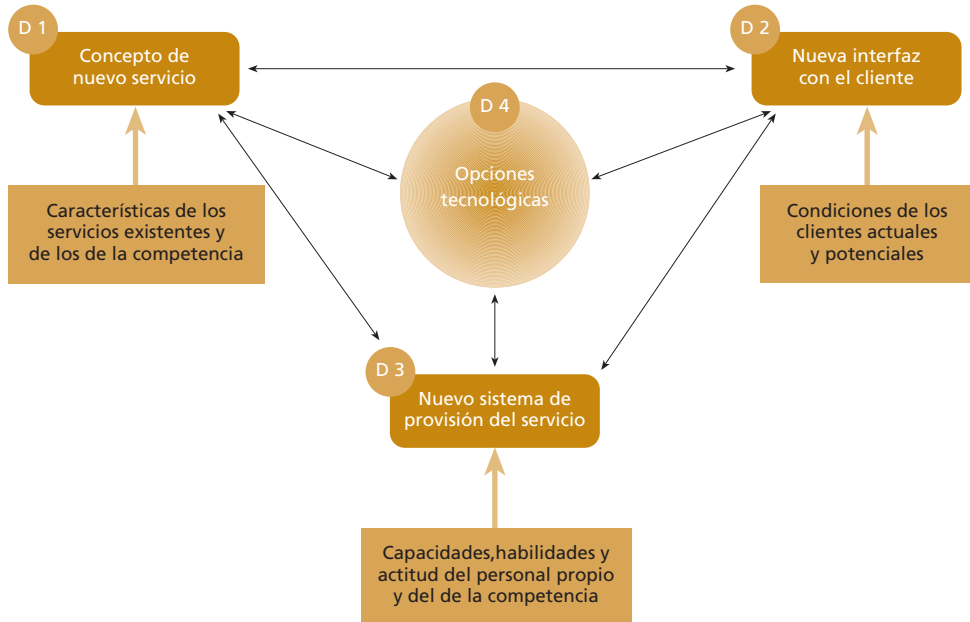 D 1
Concepto de
nuevo servicio
D 2
Nueva interfaz
con el cliente
D 4
Opciones
tecnológicas
Características de los
servicios existentes y
de los de la competencia
Condiciones de los
clientes actuales
y potenciales
D 3
Nuevo sistema de
provisión del servicio
Capacidades,habilidades y
actitud del personal propio
y del de la competencia